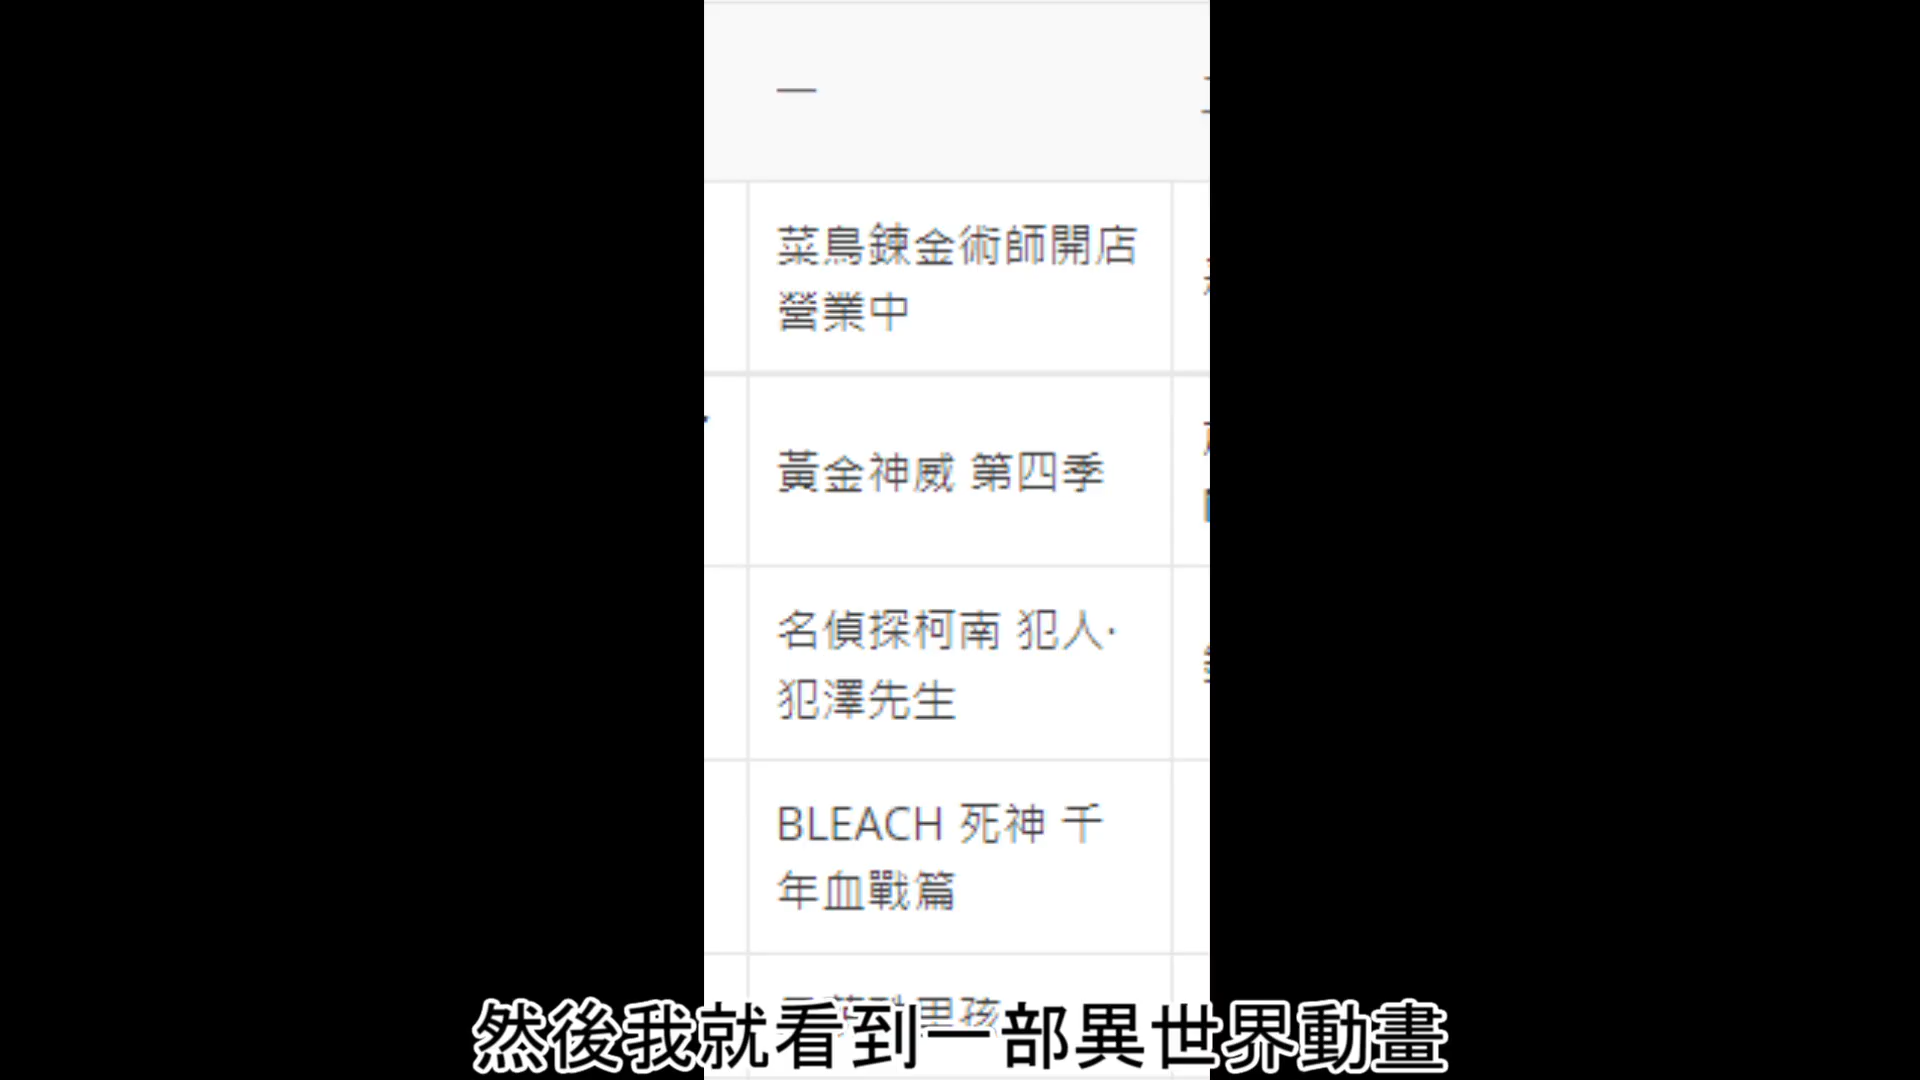 一
菜鳥鍊金術師開店
營業中
黃金神威 第四季
名偵探柯南 犯人·
犯澤先生
BLEACH 死神 千
年血戰篇
男孩
然後我就看到一部異世界動畫